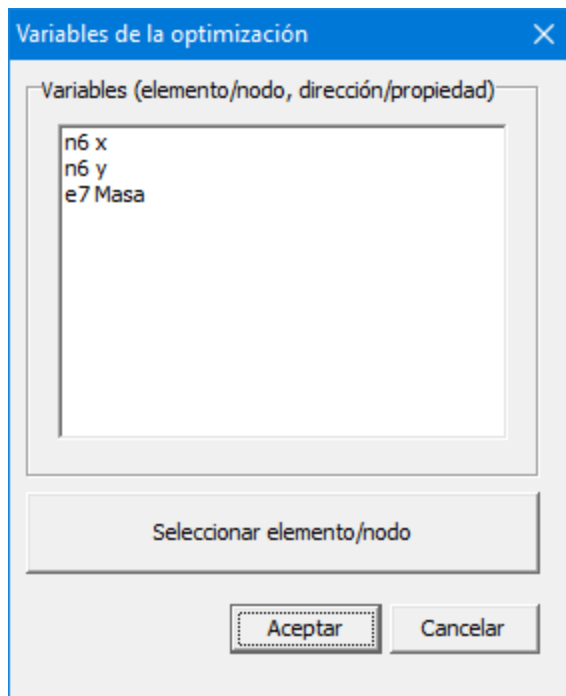 Variables de la optimización
Variables (elemento/nodo, dirección/propiedad)
n6 x
n6 y
e7 Masa
Seleccionar elemento/nodo
Aceptar
Cancelar